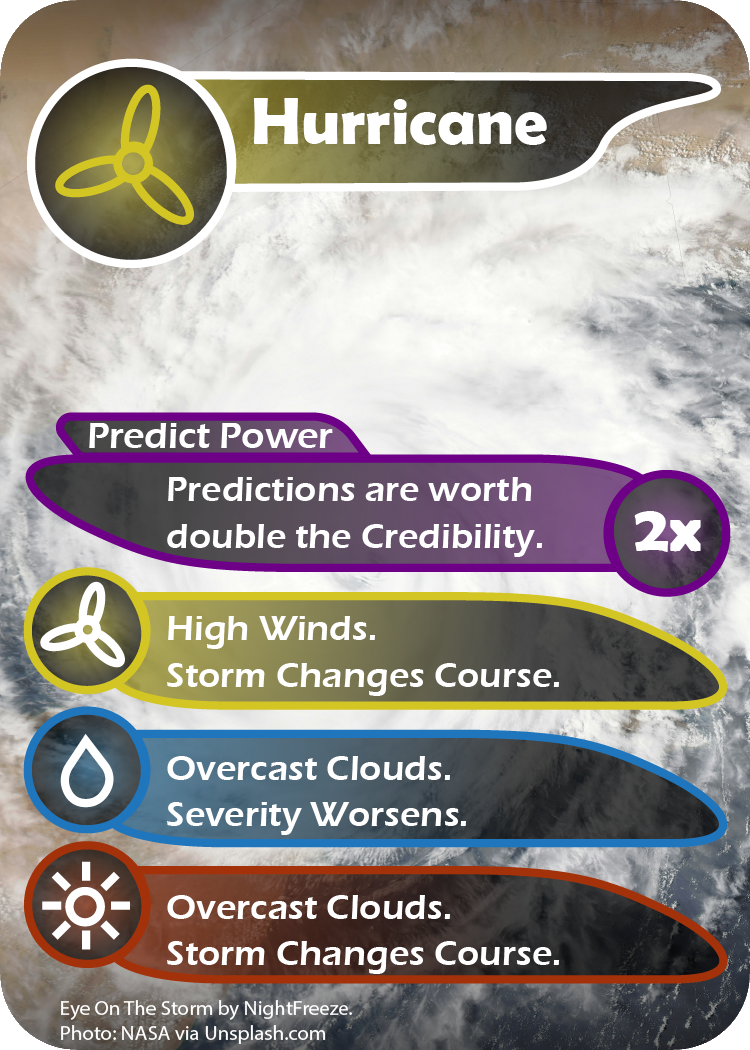 Hurricane
Predict Power
Predictions are worth
double the Credibility.
2x
High Winds.
Storm Changes Course.
Overcast Clouds.
Severity Worsens.
Overcast Clouds.
Storm Changes Course.
Eye On The Storm by NightFreeze.
Photo: NASA via Unsplash.com